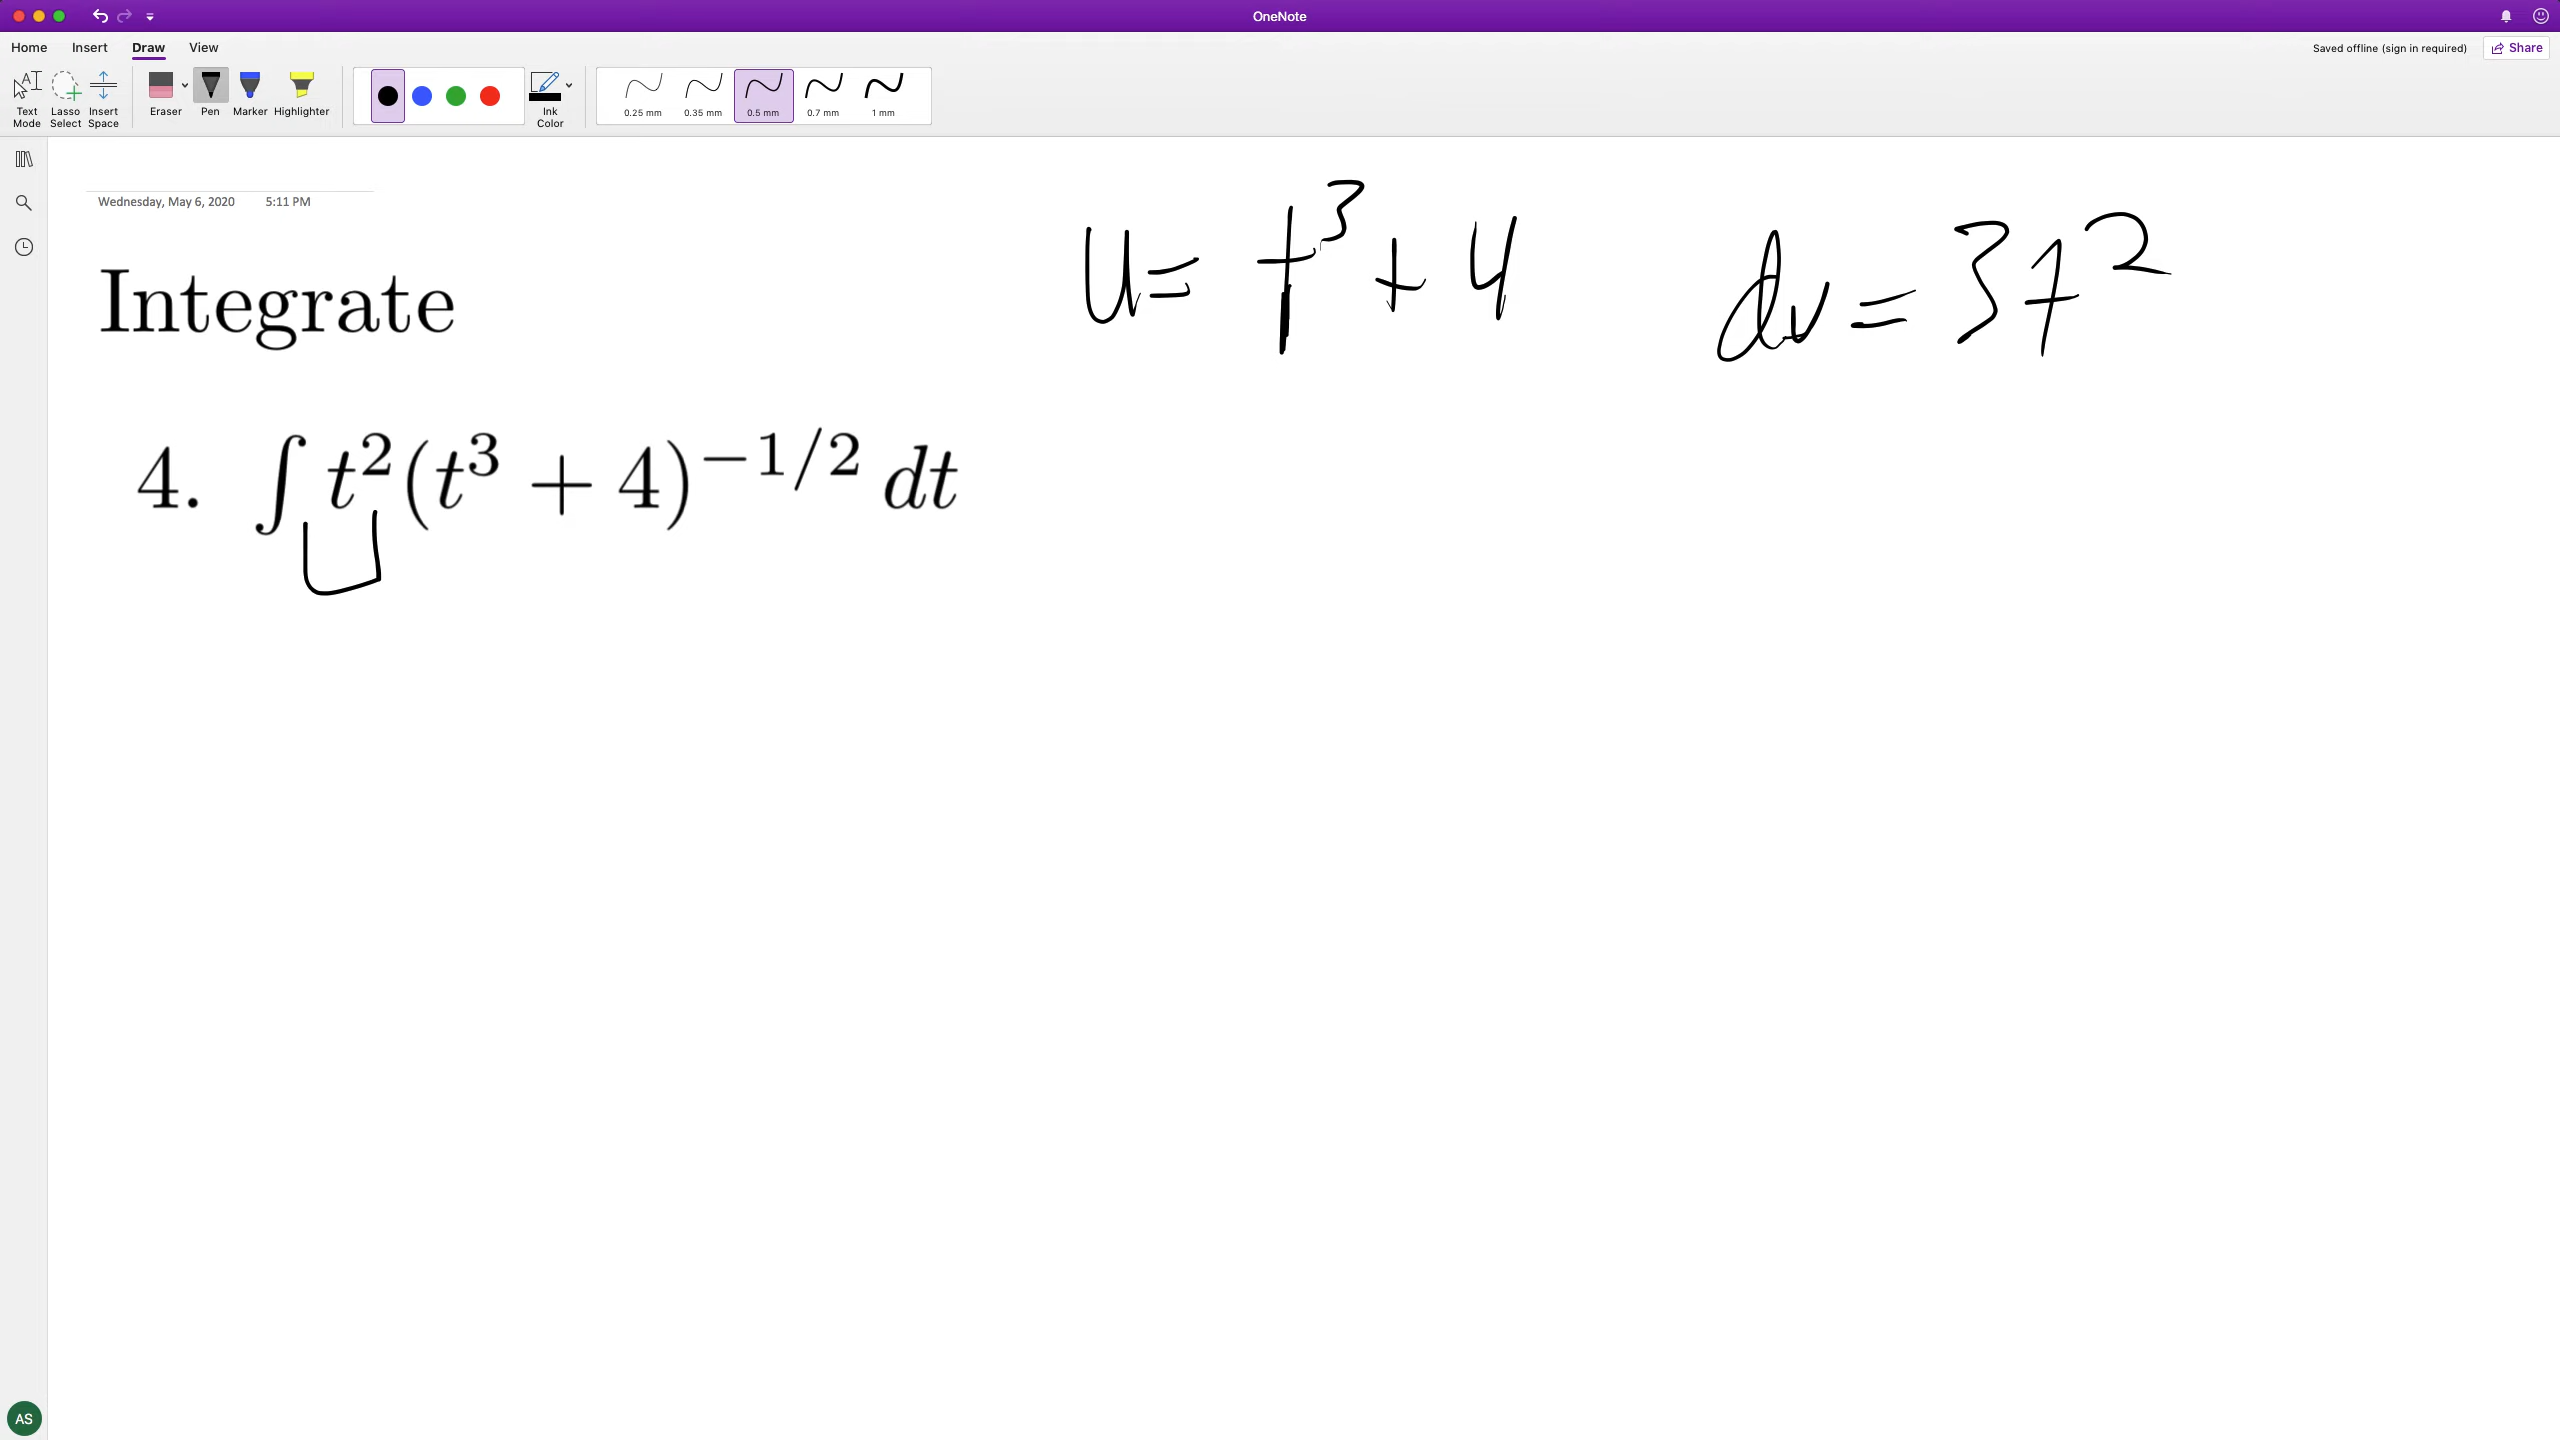 OneNote
Home Insert Draw View
Saved offline (sign in required) Share
Text Mode Lasso Select Insert Space Eraser Pen Marker Highlighter Ink Color 0.25 mm 0.35 mm 0.5 mm 0.7 mm 1 mm
Wednesday, May 6, 2020 5:11 PM
u = t³ + 4 du = 3t²
Integrate
4. ∫ t²(t³ + 4)⁻¹/² dt
AS